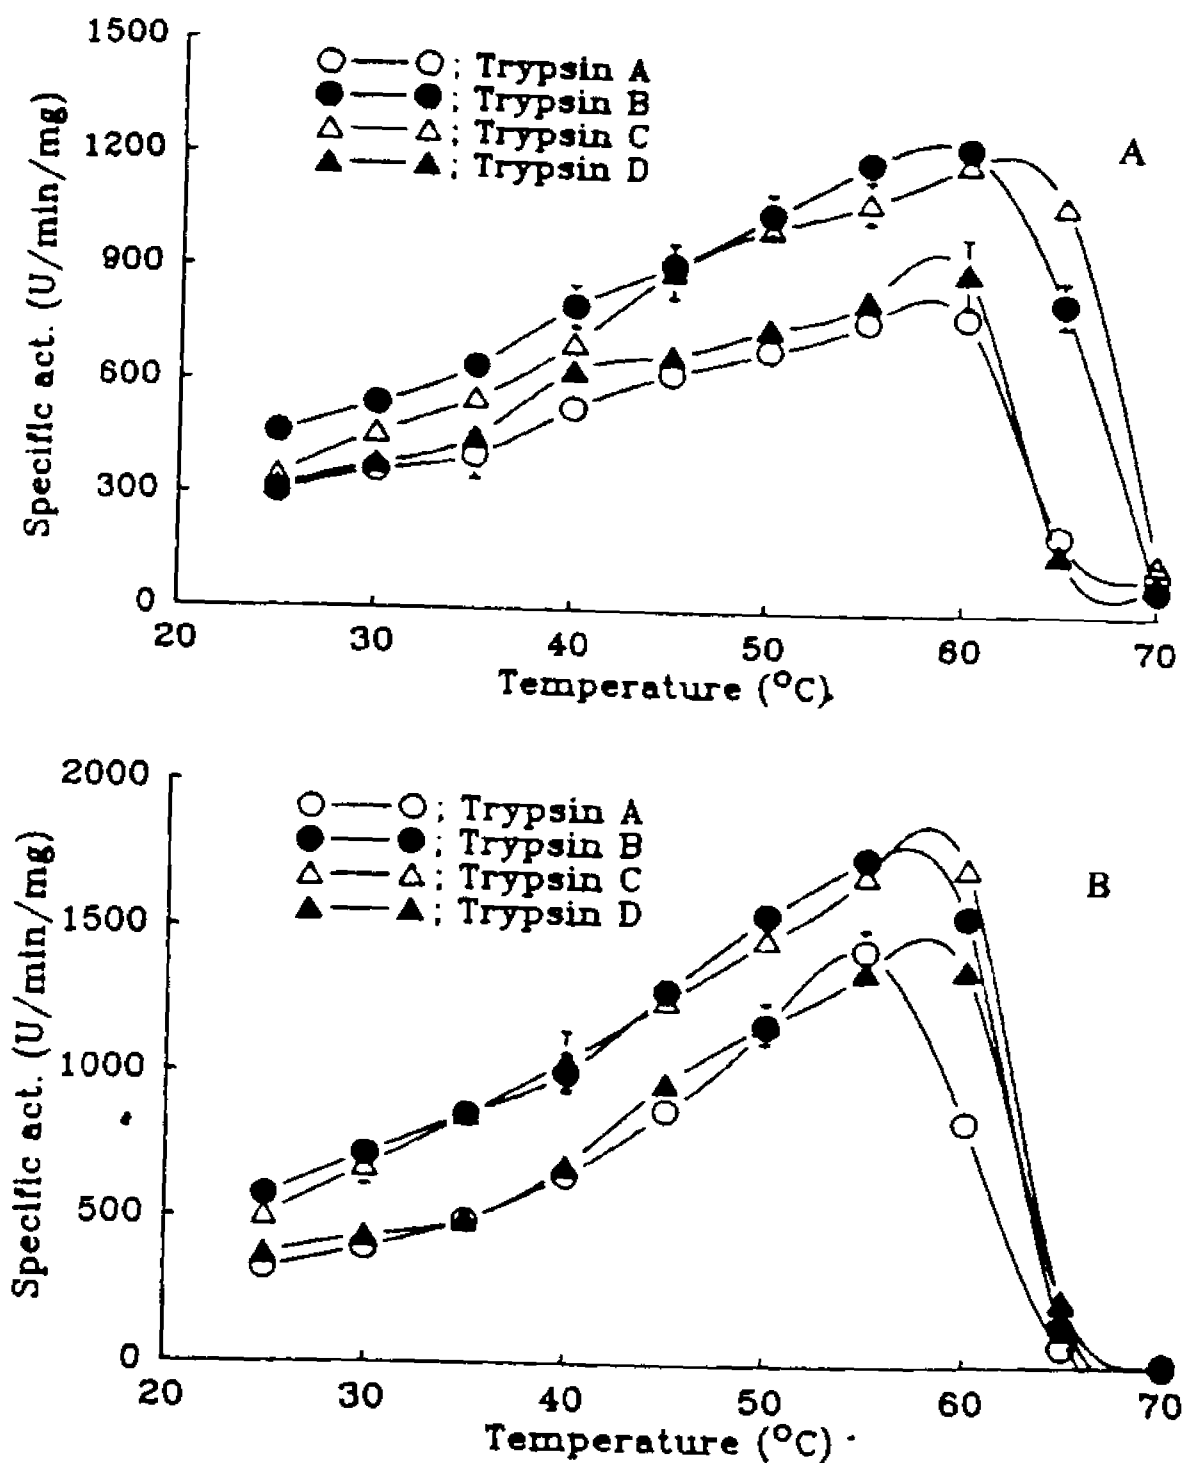 1500
1200
900
600
300
0
Specific act. (U/min/mg)
; Trypsin A
; Trypsin B
; Trypsin C
; Trypsin D
A
20 30 40 50 60 70
Temperature (°C)
2000
1500
1000
500
0
Specific act. (U/min/mg)
; Trypsin A
; Trypsin B
; Trypsin C
; Trypsin D
B
20 30 40 50 60 70
Temperature (°C)